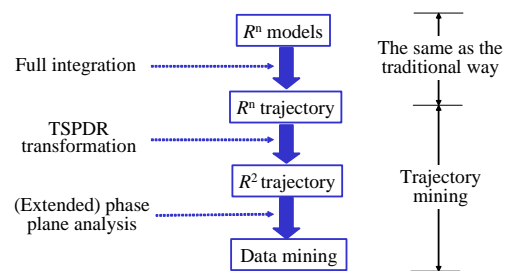 Rⁿ models
The same as the
traditional way
Full integration
Rⁿ trajectory
TSPDR
transformation
R² trajectory
Trajectory
mining
(Extended) phase
plane analysis
Data mining